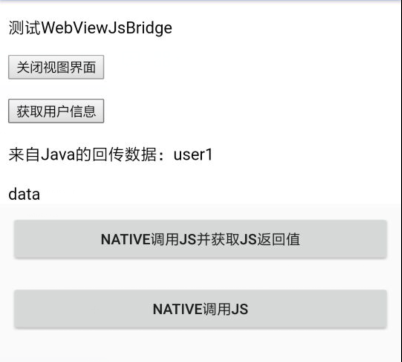 测试WebViewJsBridge
关闭视图界面
获取用户信息
来自Java的回传数据：user1
data
NATIVE调用JS并获取JS返回值
NATIVE调用JS